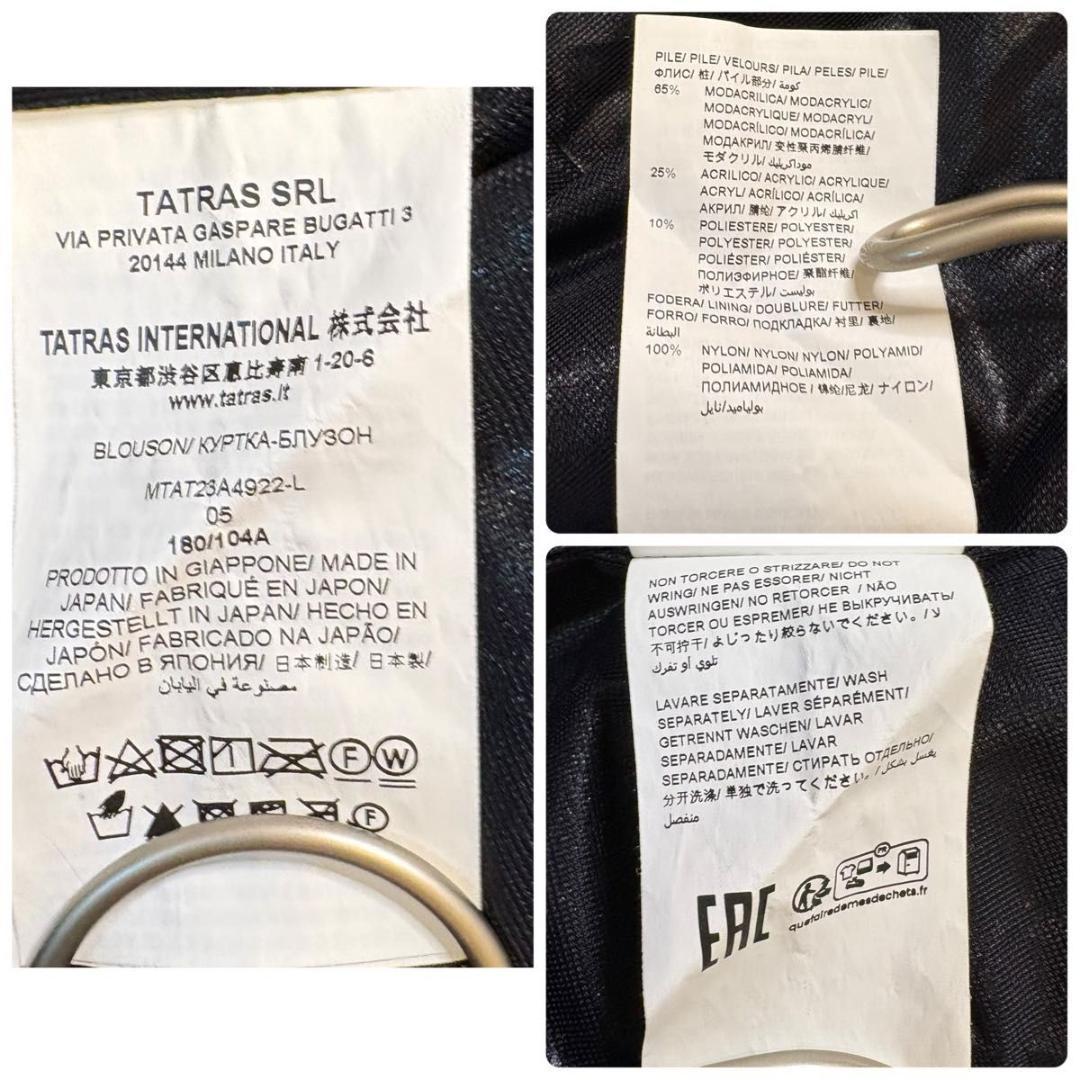 TATRAS SRL
VIA PRIVATA GASPARE BUGATTI 3
20144 MILANO ITALY
TATRAS INTERNATIONAL 株式会社
東京都渋谷区恵比寿南1-20-6
www.tatras.it
BLOUSON/ КУРТКА-БЛУЗОН
MTAT23A4922-L
05
180/104A
PRODOTTO IN GIAPPONE/ MADE IN
JAPAN/ FABRIQUÉ EN JAPON/
HERGESTELLT IN JAPAN/ HECHO EN
JAPÓN/ FABRICADO NA JAPÃO/
СДЕЛАНО В ЯПОНИЯ/ 日本制造/ 日本製/
مصنوعة في اليابان
F W
F
PILE/ PILE/ VELOURS/ PILA/ PELES/ PILE/
ФЛИС/ 桩/ パイル部分/ كومة
65% MODACRILICA/ MODACRYLIC/
MODACRYLIQUE/ MODACRYL/
MODACRÍLICO/ MODACRÍLICA/
МОДАКРИЛ/ 变性聚丙烯腈纤维/
モダクリル/ موداكريليك
25% ACRILICO/ ACRYLIC/ ACRYLIQUE/
ACRYL/ ACRÍLICO/ ACRÍLICA/
АКРИЛ/ 腈纶/ アクリル/ اكريليك
10% POLIESTERE/ POLYESTER/
POLYESTER/ POLYESTER/
POLIÉSTER/ POLIÉSTER/
ПОЛИЭФИРНОЕ/ 聚酯纤维/
ポリエステル/ بوليست
FODERA/ LINING/ DOUBLURE/ FUTTER/
FORRO/ FORRO/ ПОДКЛАДКА/ 衬里/ 裏地/
البطانة
100% NYLON/ NYLON/ NYLON/ POLYAMID/
POLIAMIDA/ POLIAMIDA/
ПОЛИАМИДНОЕ / 锦纶/尼龙/ ナイロン/
بولياميد/نايل
NON TORCERE O STRIZZARE/ DO NOT
WRING/ NE PAS ESSORER/ NICHT
AUSWRINGEN/ NO RETORCER / NÃO
TORCER OU ESPREMER/ НЕ ВЫКРУЧИВАТЬ/
不可拧干/ よじったり絞らないでください。/ لا
تلوي أو تفرك
LAVARE SEPARATAMENTE/ WASH
SEPARATELY/ LAVER SÉPARÉMENT/
GETRENNT WASCHEN/ LAVAR
SEPARADAMENTE/ LAVAR
SEPARADAMENTE/ СТИРАТЬ ОТДЕЛЬНО/
分开洗涤/ 単独で洗ってください。/ يغسل بشكل
منفصل
EAC
FR
quefairedemesdechets.fr